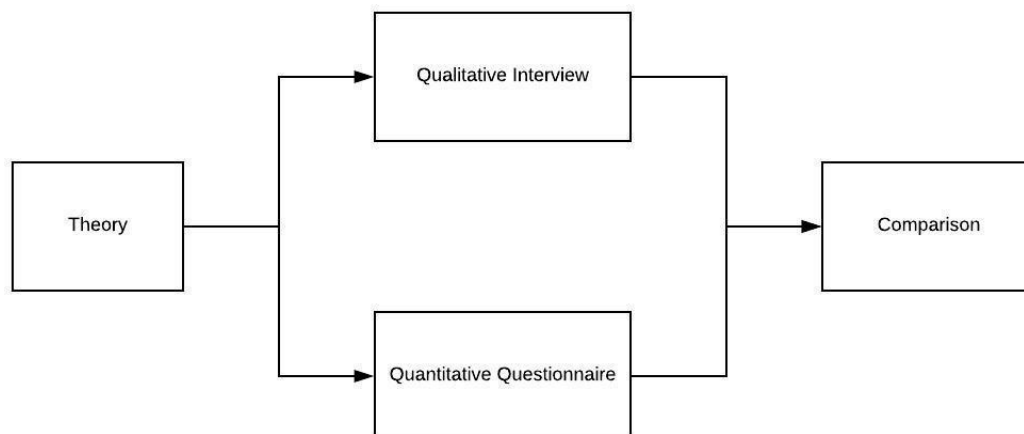 Qualitative Interview
Theory
Comparison
Quantitative Questionnaire